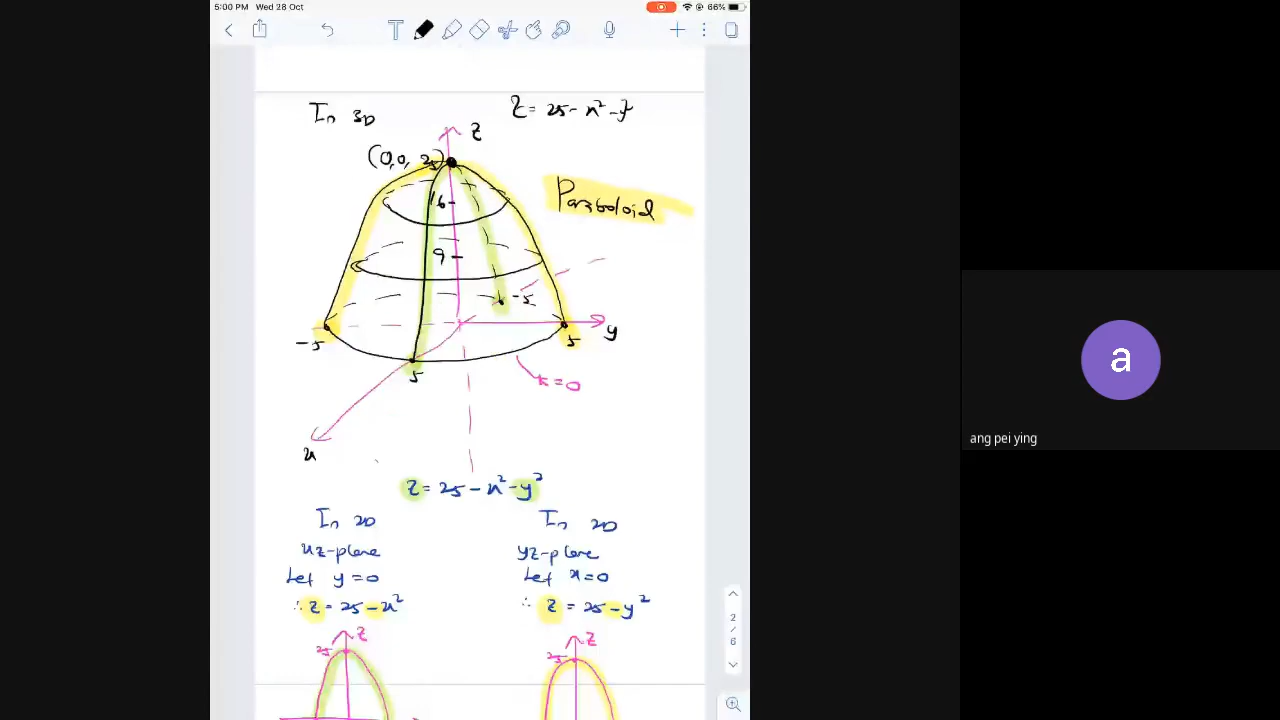 5:00 PM Wed 28 Oct
66%
T
In 3D
Z = 25 - x² - y²
z
(0, 0, 25)
16
Paraboloid
9
-5
y
-5
5
5
k = 0
x
Z = 25 - x² - y²
In 2D
xz-plane
Let y = 0
∴ Z = 25 - x²
z
25
In 2D
yz-plane
Let x = 0
∴ Z = 25 - y²
z
25
2
/
6
a
ang pei ying